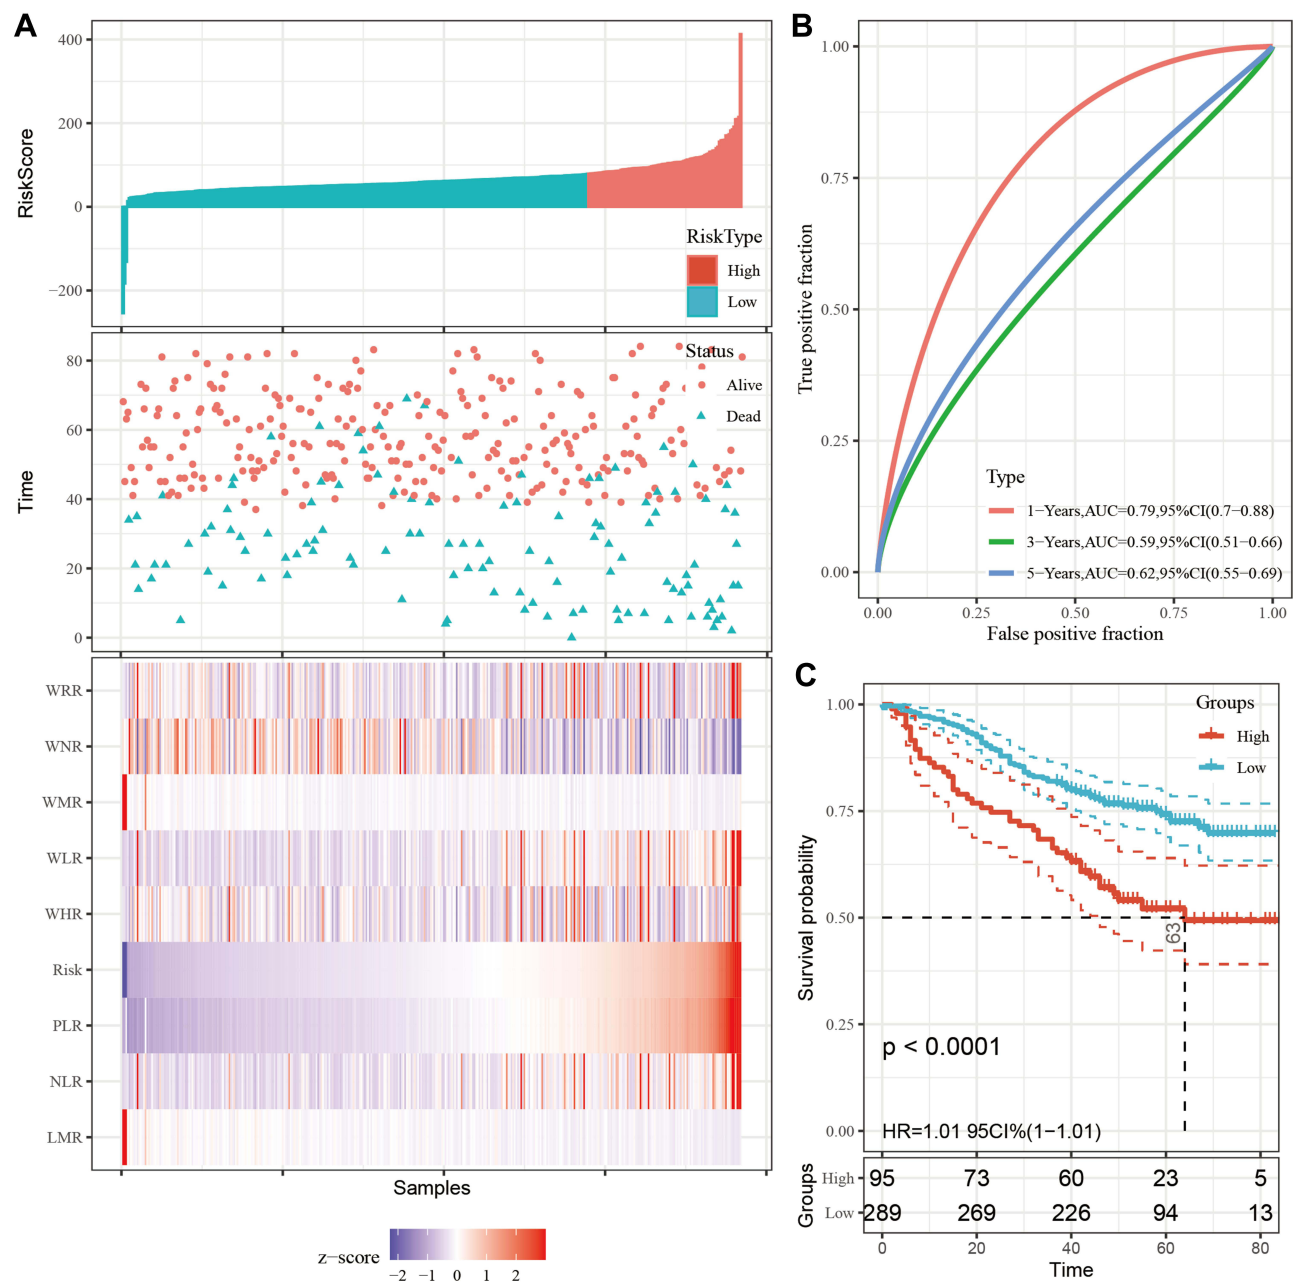 A
400
200
0
−200
RiskScore
RiskType
High
Low
80
60
40
20
0
Time
Status
Alive
Dead
WRR
WNR
WMR
WLR
WHR
Risk
PLR
NLR
LMR
Samples
z−score
−2 −1 0 1 2
B
1.00
0.75
0.50
0.25
0.00
True positive fraction
Type
1−Years,AUC=0.79,95%CI(0.7−0.88)
3−Years,AUC=0.59,95%CI(0.51−0.66)
5−Years,AUC=0.62,95%CI(0.55−0.69)
0.00 0.25 0.50 0.75 1.00
False positive fraction
C
1.00
0.75
0.50
0.25
0.00
Survival probability
Groups
High
Low
63
p < 0.0001
HR=1.01 95CI%(1−1.01)
Groups
High 95 73 60 23 5
Low 289 269 226 94 13
0 20 40 60 80
Time